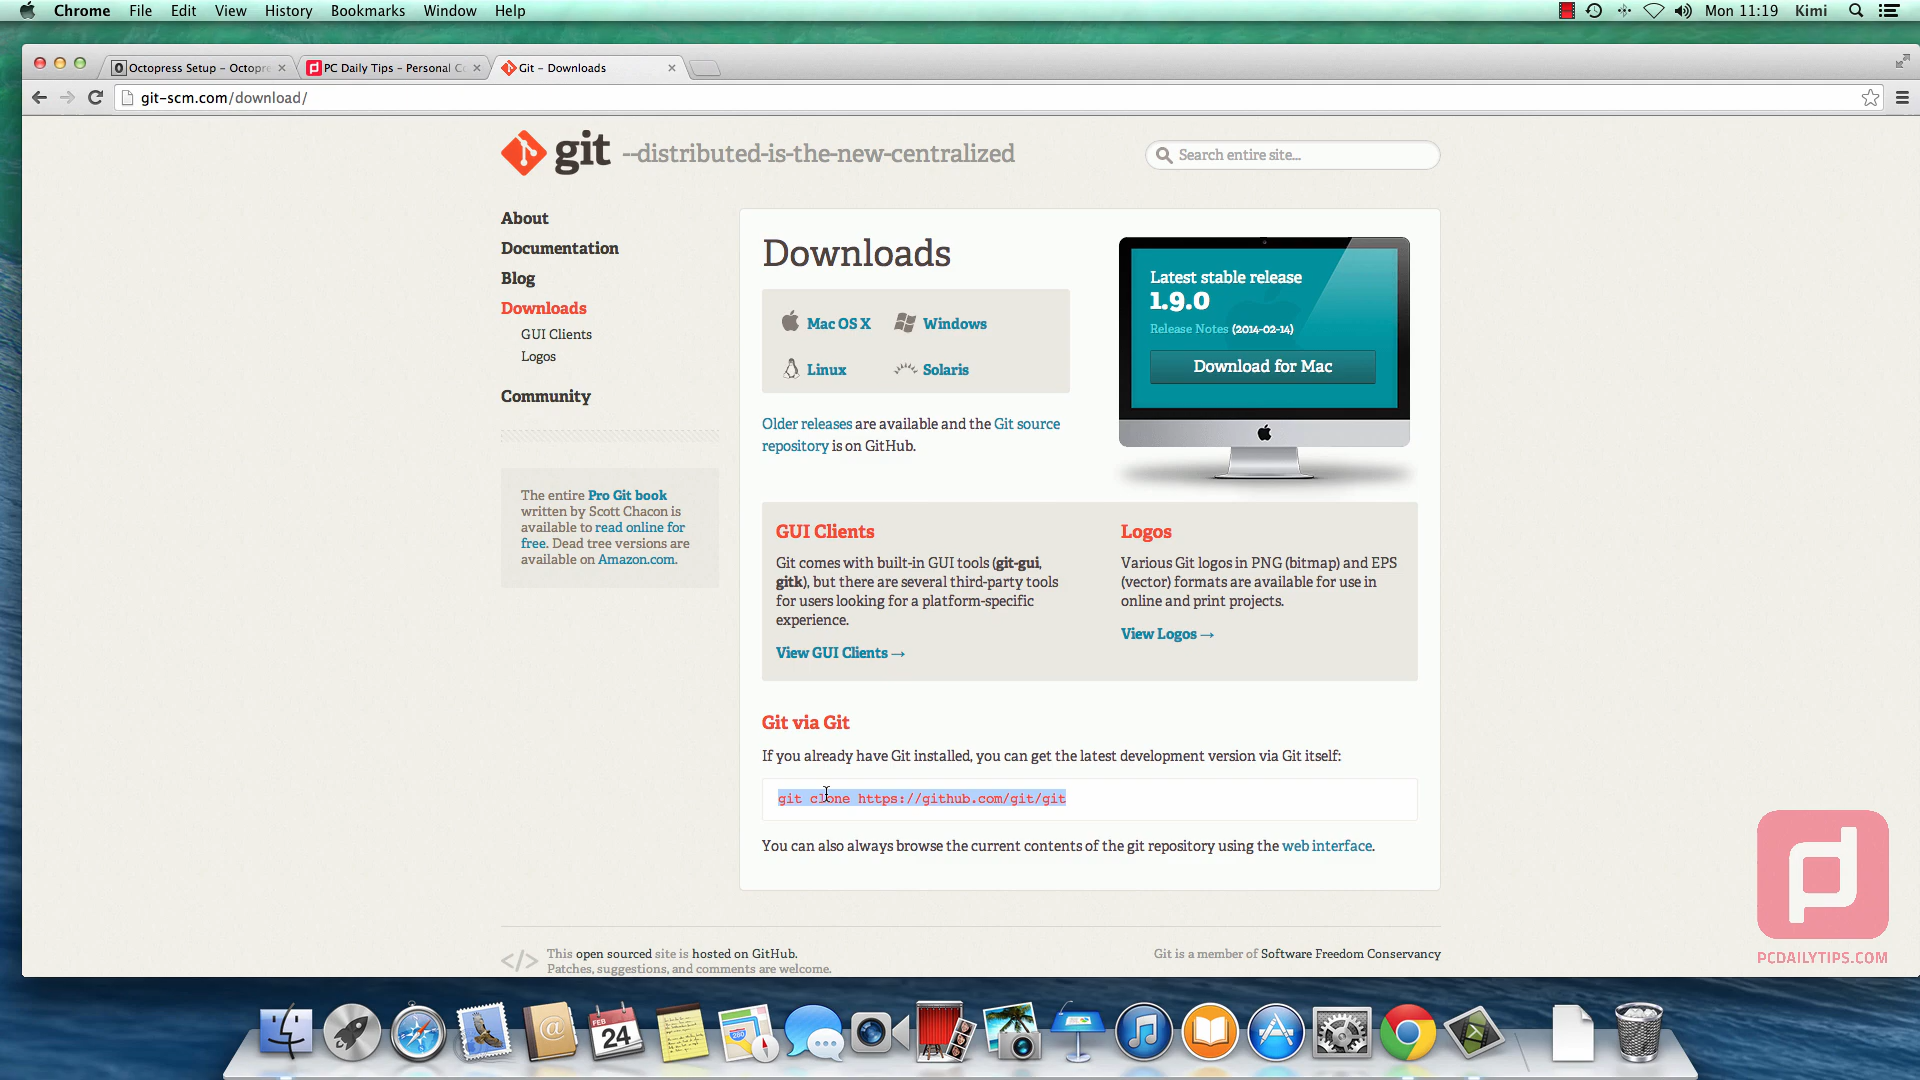 Chrome File Edit View History Bookmarks Window Help Mon 11:19 Kimi
Octopress Setup - Octopre
PC Daily Tips - Personal C
Git - Downloads
git-scm.com/download/
git --distributed-is-the-new-centralized
Search entire site...
About
Documentation
Blog
Downloads
GUI Clients
Logos
Community
The entire Pro Git book
written by Scott Chacon is
available to read online for
free. Dead tree versions are
available on Amazon.com.
Downloads
Mac OS X Windows
Linux Solaris
Older releases are available and the Git source
repository is on GitHub.
Latest stable release
1.9.0
Release Notes (2014-02-14)
Download for Mac
GUI Clients
Git comes with built-in GUI tools (git-gui,
gitk), but there are several third-party tools
for users looking for a platform-specific
experience.
View GUI Clients →
Logos
Various Git logos in PNG (bitmap) and EPS
(vector) formats are available for use in
online and print projects.
View Logos →
Git via Git
If you already have Git installed, you can get the latest development version via Git itself:
git clone https://github.com/git/git
You can also always browse the current contents of the git repository using the web interface.
</> This open sourced site is hosted on GitHub.
Patches, suggestions, and comments are welcome.
Git is a member of Software Freedom Conservancy
PCDAILYTIPS.COM
FEB
24